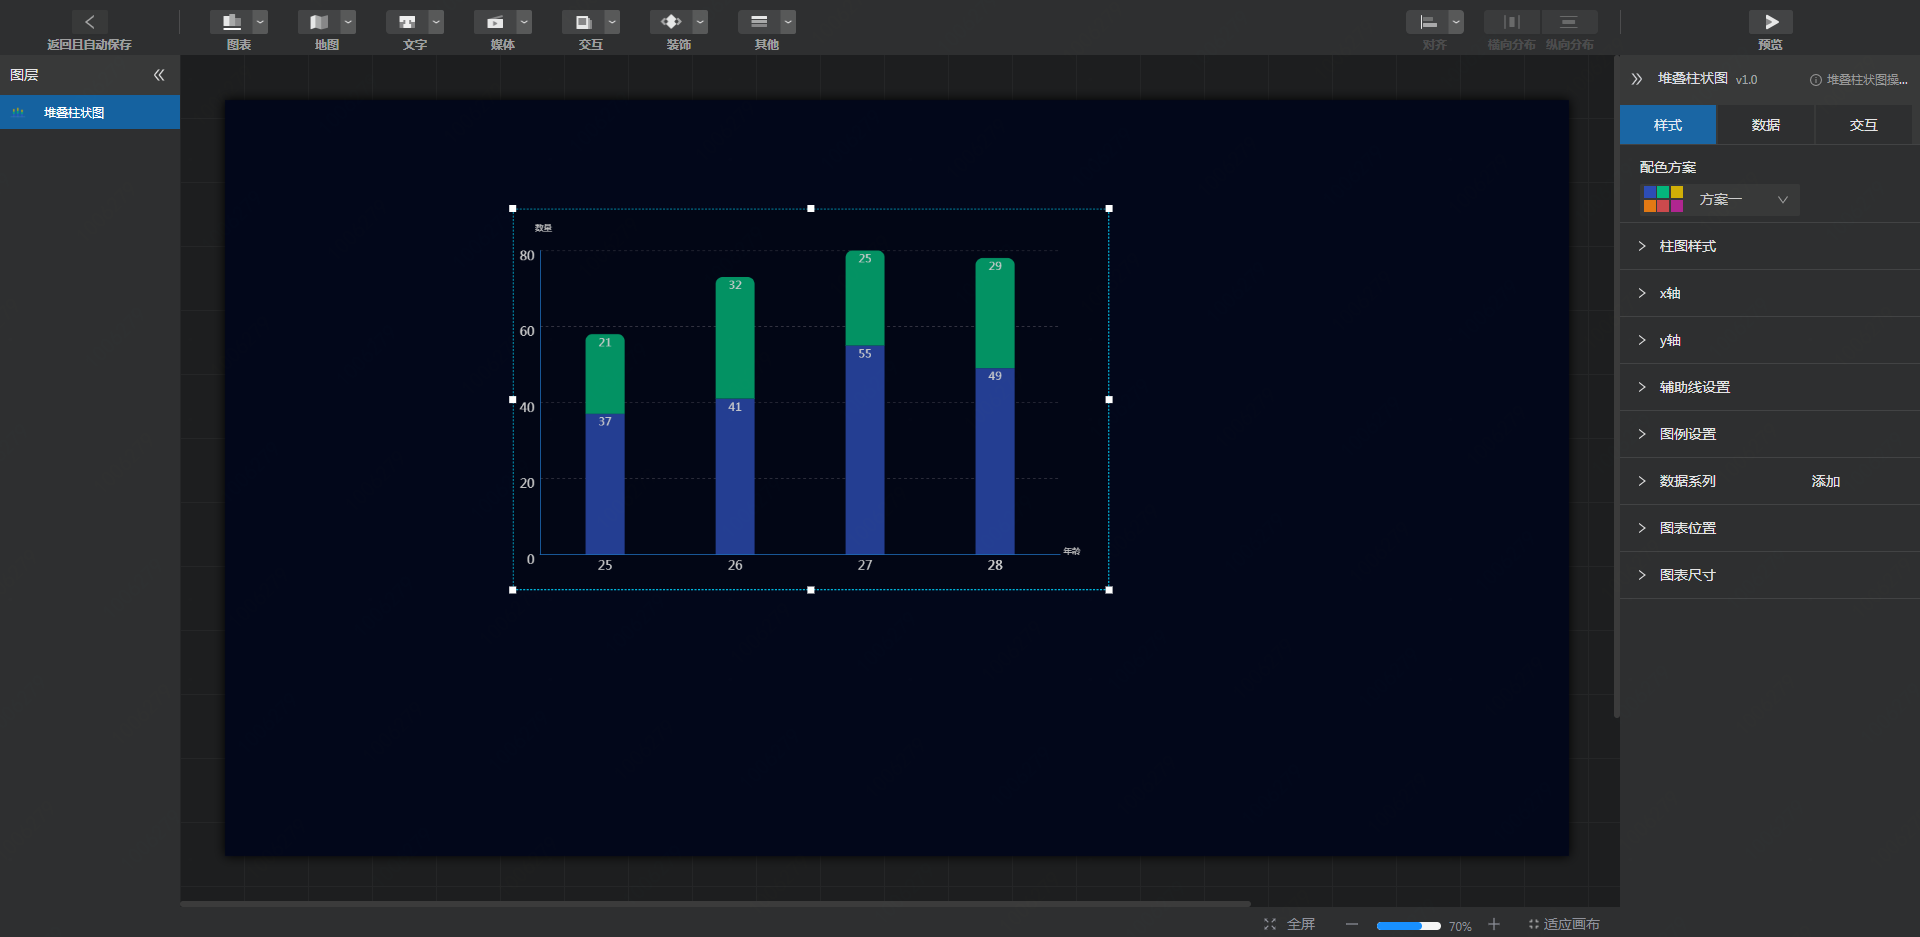 返回且自动保存
图表
地图
文字
媒体
交互
装饰
其他
对齐
横向分布
纵向分布
预览
图层
堆叠柱状图
堆叠柱状图 v1.0
堆叠柱状图操...
样式
数据
交互
配色方案
方案一
柱图样式
x轴
y轴
辅助线设置
图例设置
数据系列 添加
图表位置
图表尺寸
数量
80
60
40
20
0
21
37
32
41
25
55
29
49
25
26
27
28
年龄
全屏
70%
适应画布